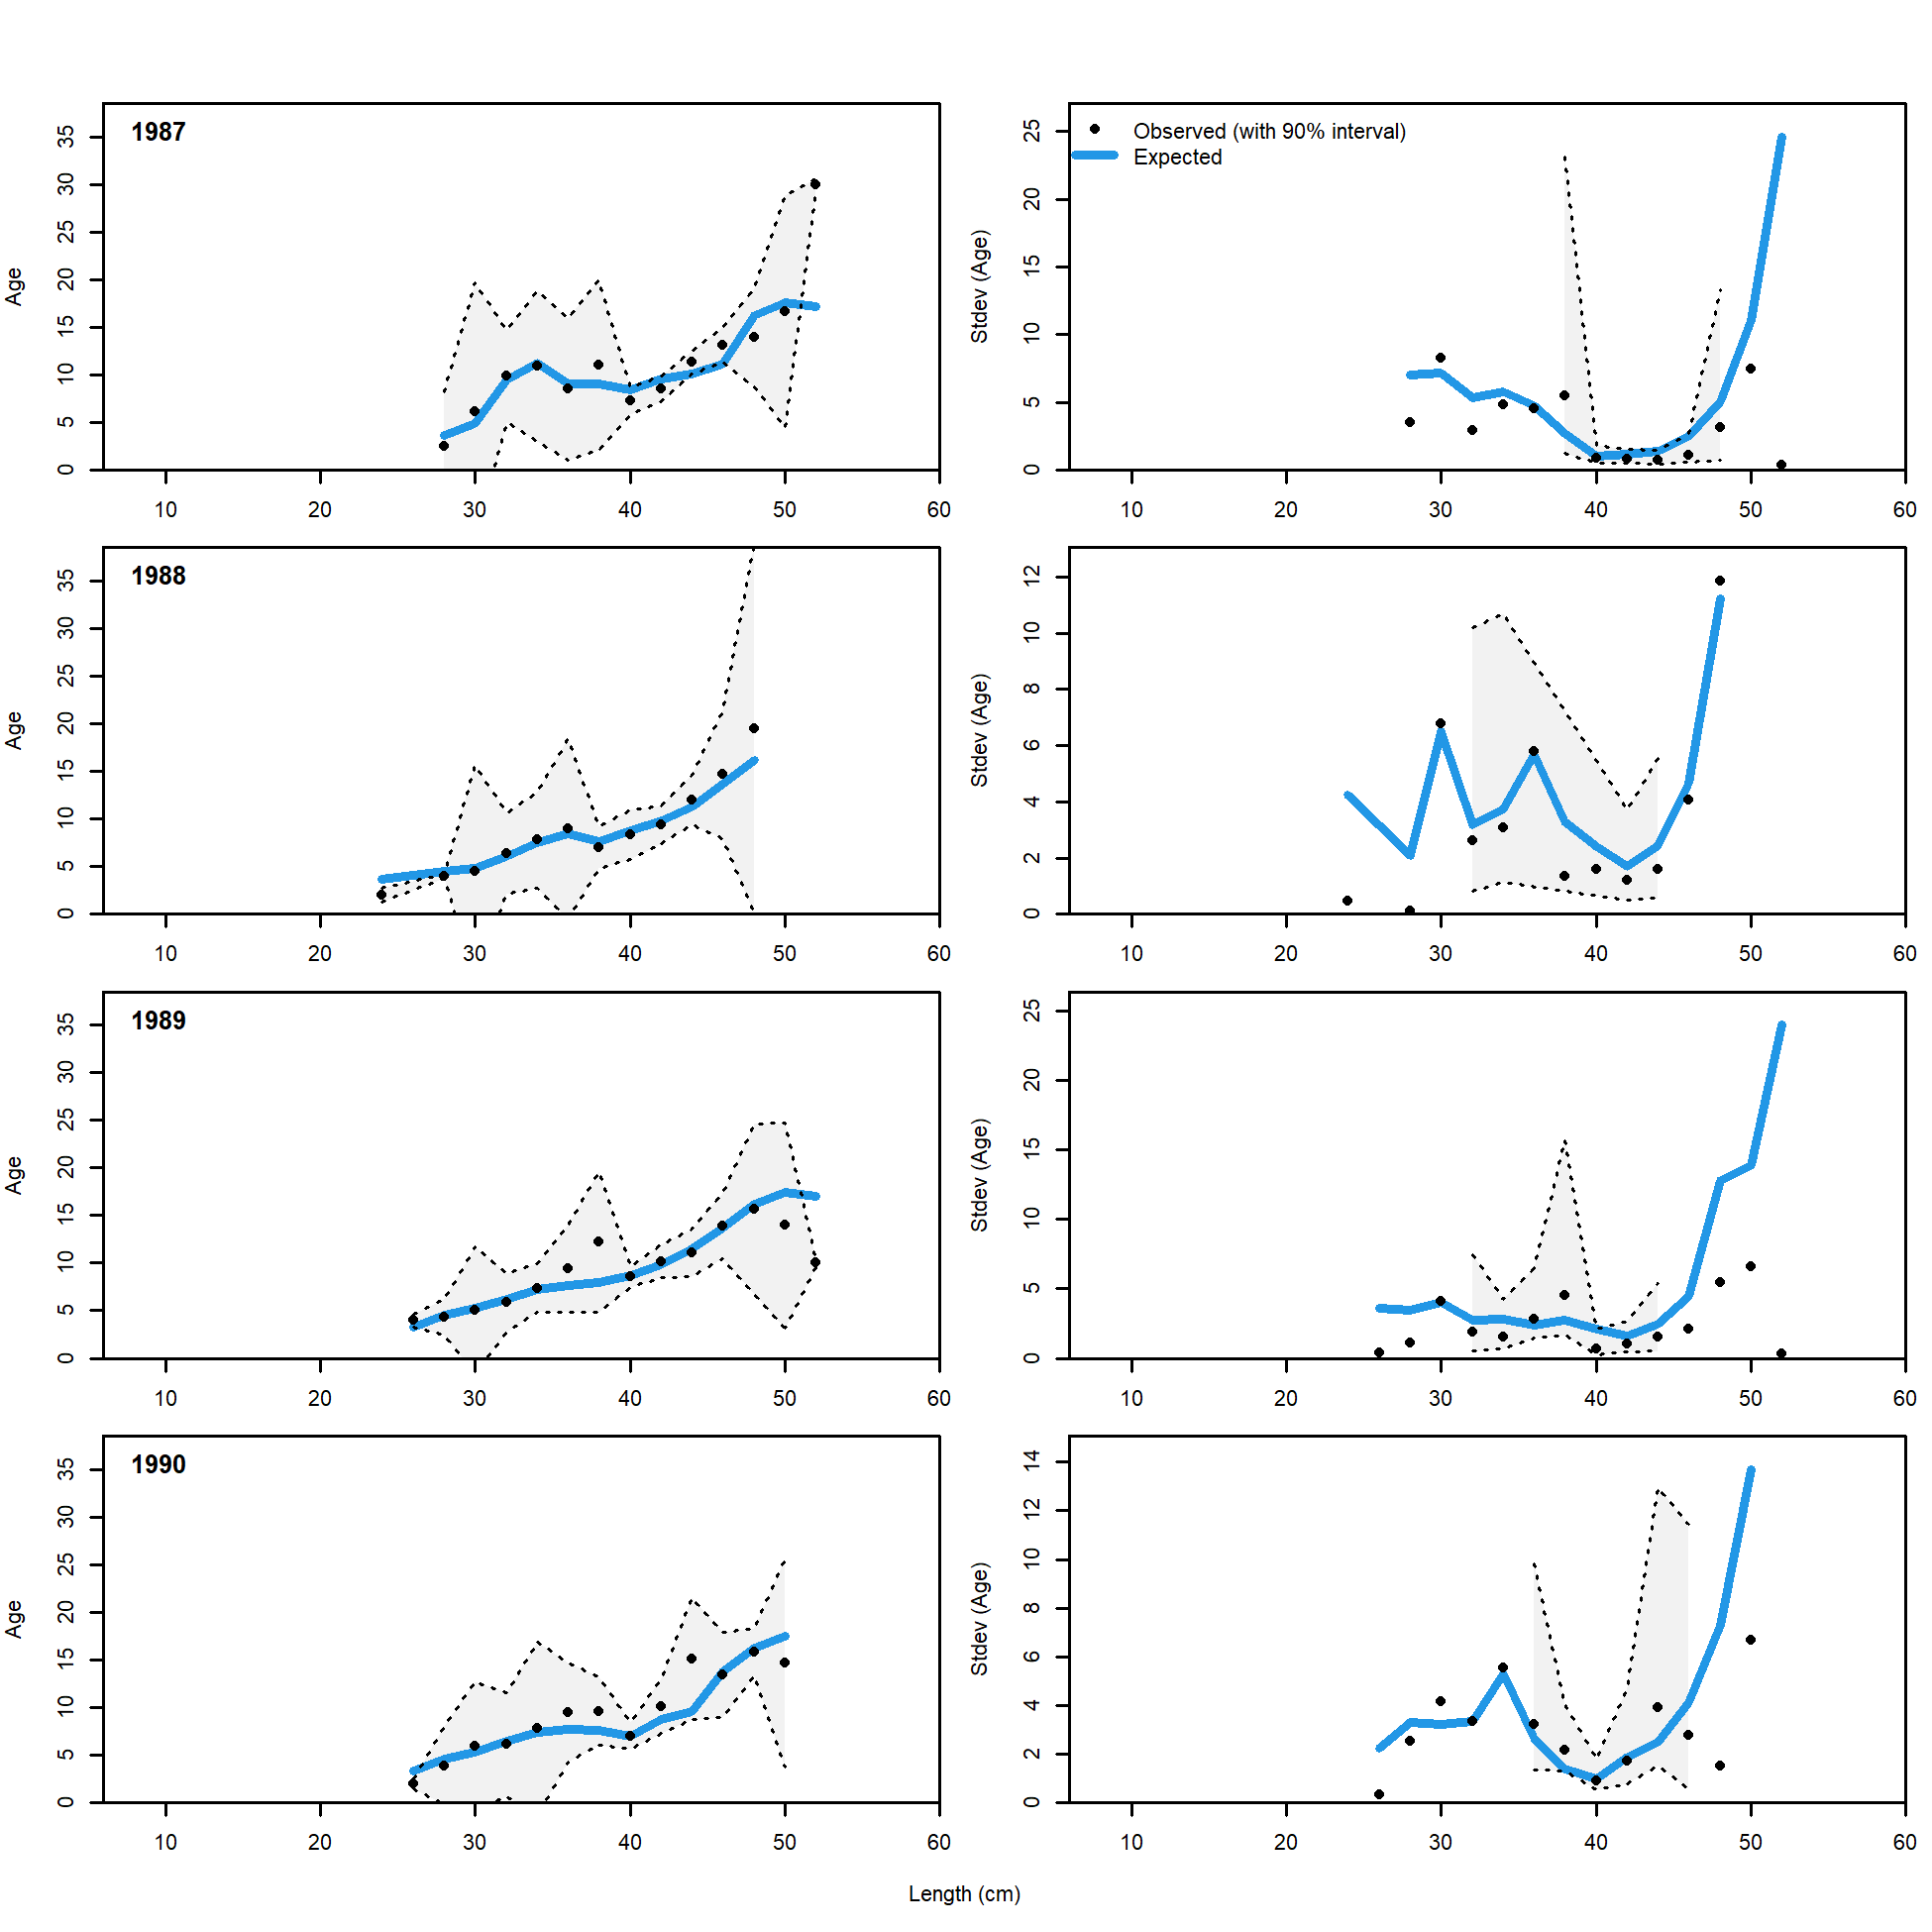 1987
Age
0 5 10 15 20 25 30 35
10 20 30 40 50 60
Observed (with 90% interval)
Expected
Stdev (Age)
0 5 10 15 20 25
10 20 30 40 50 60
1988
Age
0 5 10 15 20 25 30 35
10 20 30 40 50 60
Stdev (Age)
0 2 4 6 8 10 12
10 20 30 40 50 60
1989
Age
0 5 10 15 20 25 30 35
10 20 30 40 50 60
Stdev (Age)
0 5 10 15 20 25
10 20 30 40 50 60
1990
Age
0 5 10 15 20 25 30 35
10 20 30 40 50 60
Stdev (Age)
0 2 4 6 8 10 12 14
10 20 30 40 50 60
Length (cm)